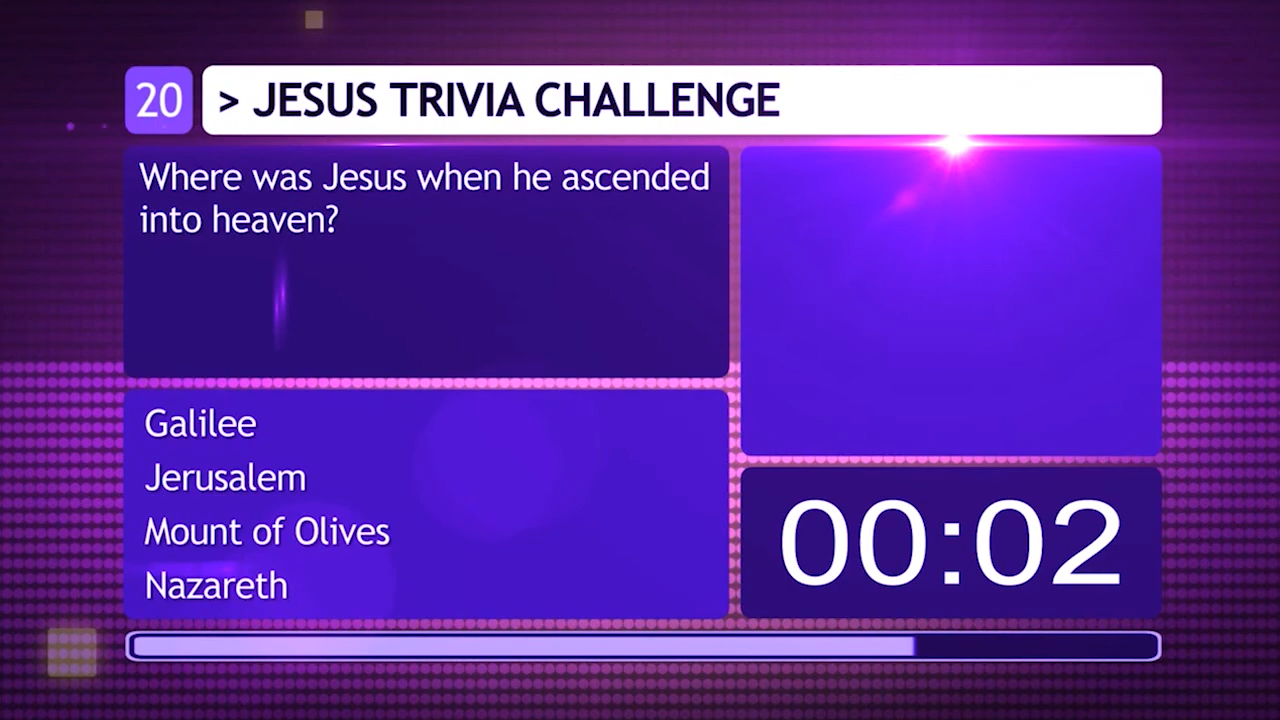 20 > JESUS TRIVIA CHALLENGE
Where was Jesus when he ascended
into heaven?
Galilee
Jerusalem
Mount of Olives
Nazareth
00:02